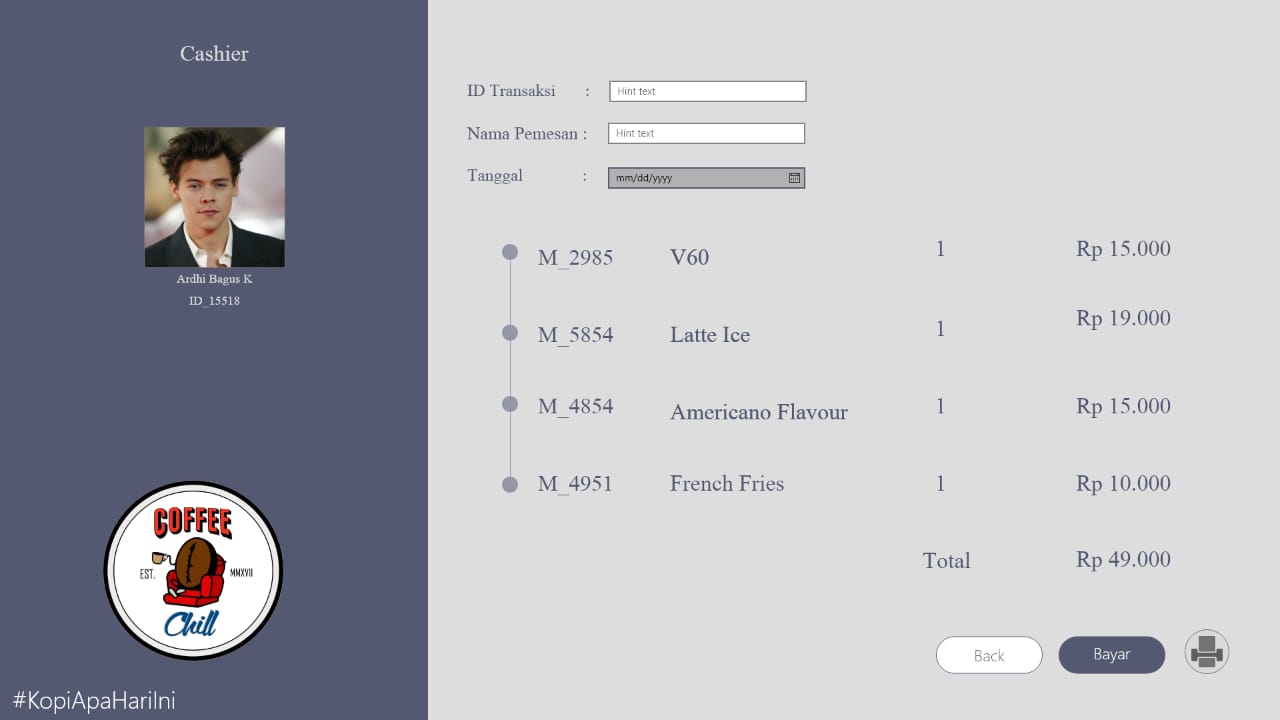 Cashier
Ardhi Bagus K
ID_15518
COFFEE
EST. MMXVII
Chill
#KopiApaHariIni
ID Transaksi : Hint text
Nama Pemesan : Hint text
Tanggal : mm/dd/yyyy
M_2985 V60 1 Rp 15.000
M_5854 Latte Ice 1 Rp 19.000
M_4854 Americano Flavour 1 Rp 15.000
M_4951 French Fries 1 Rp 10.000
Total Rp 49.000
Back Bayar